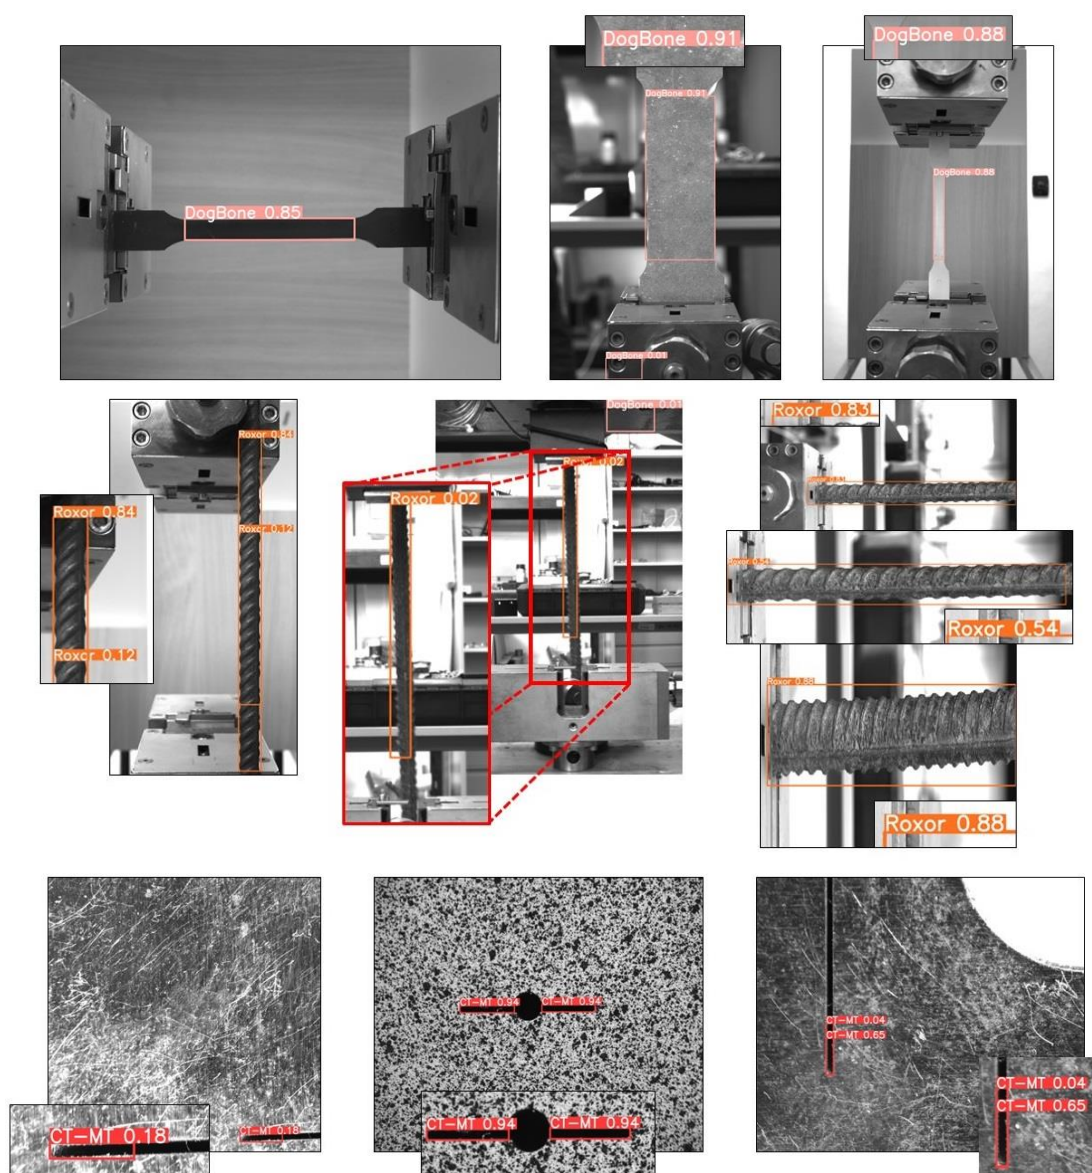 DogBone 0.85
DogBone 0.91
DogBone 0.91
DogBone 0.01
DogBone 0.88
DogBone 0.88
Roxor 0.84
Roxor 0.12
Roxor 0.84
Roxor 0.12
DogBone 0.01
Roxor 0.02
Roxor 0.02
Roxor 0.83
Roxor 0.54
Roxor 0.54
Roxor 0.88
Roxor 0.88
CT-MT 0.18
CT-MT 0.18
CT-MT 0.94 CT-MT 0.94
CT-MT 0.94 CT-MT 0.94
CT-MT 0.04
CT-MT 0.65
CT-MT 0.04
CT-MT 0.65